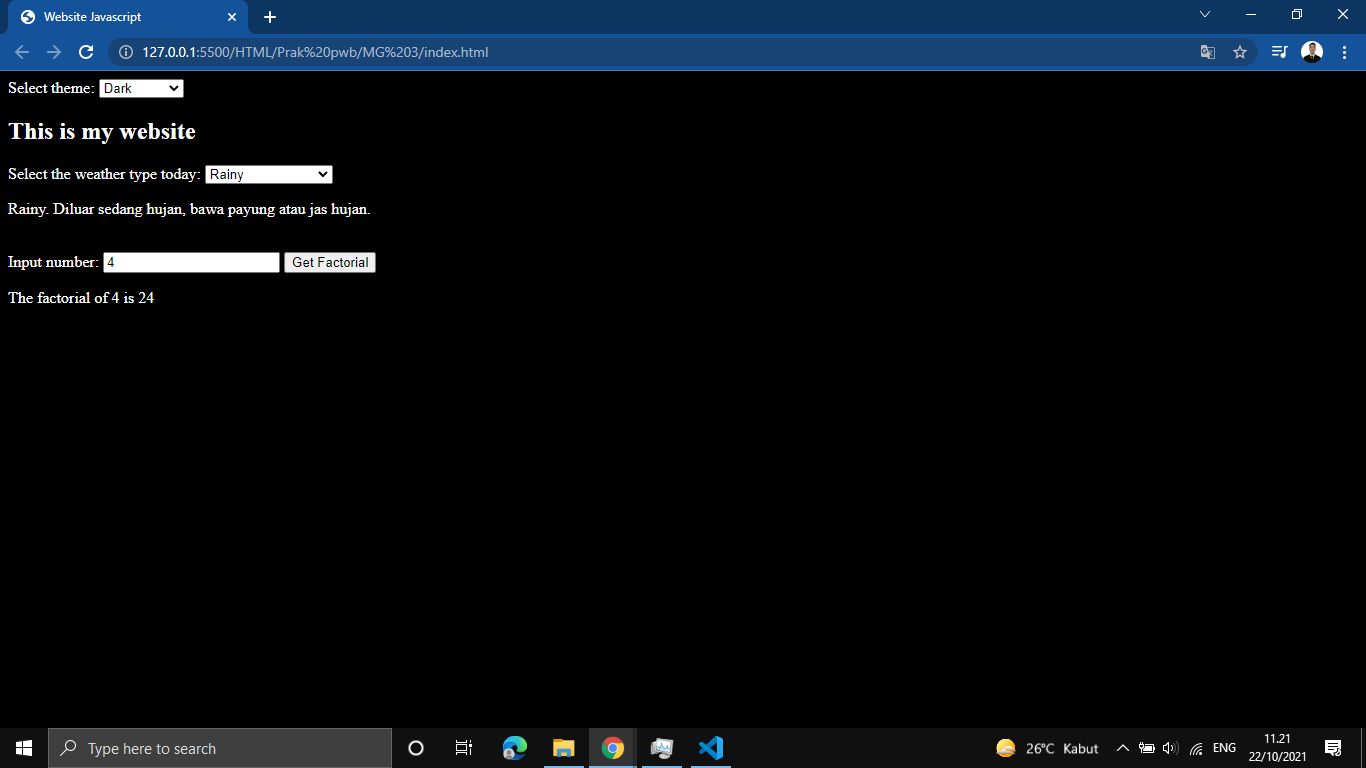 Website Javascript
127.0.0.1:5500/HTML/Prak%20pwb/MG%203/index.html
Select theme: Dark
This is my website
Select the weather type today: Rainy
Rainy. Diluar sedang hujan, bawa payung atau jas hujan.
Input number: 4 Get Factorial
The factorial of 4 is 24
Type here to search
26°C Kabut
ENG
11.21
22/10/2021